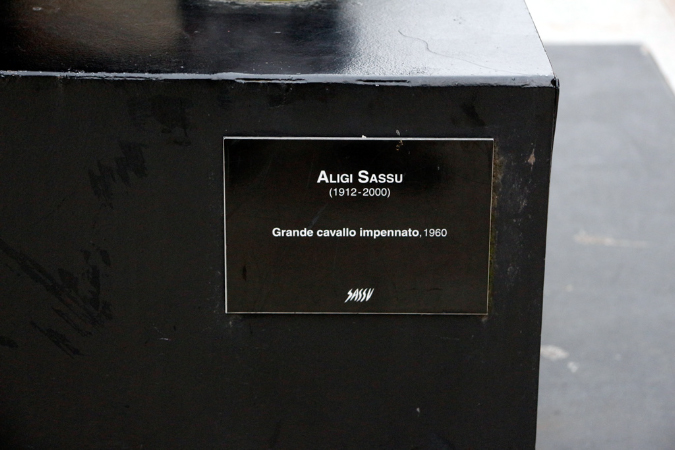 Aligi Sassu
(1912-2000)
Grande cavallo impennato, 1960
SASSU